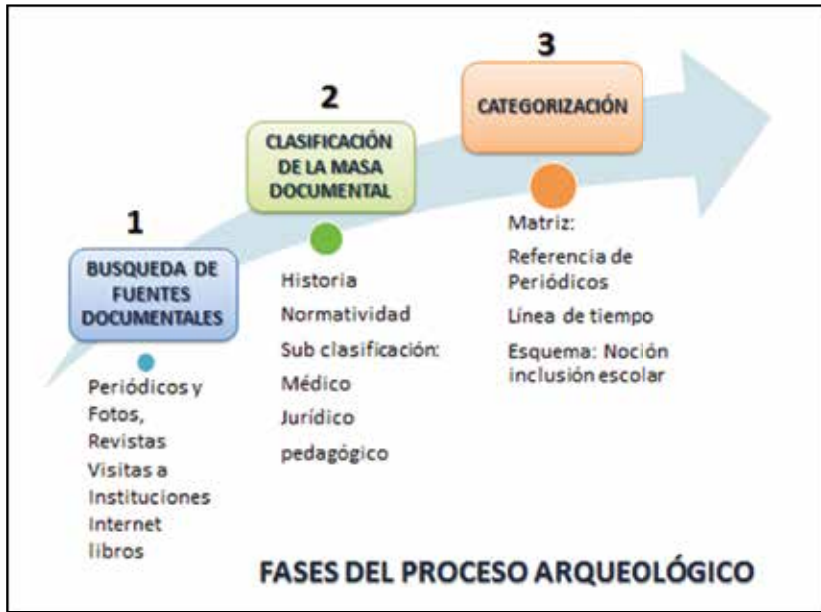 1
BUSQUEDA DE
FUENTES
DOCUMENTALES
Periódicos y
Fotos,
Revistas
Visitas a
Instituciones
Internet
libros
2
CLASIFICACIÓN
DE LA MASA
DOCUMENTAL
Historia
Normatividad
Sub clasificación:
Médico
Jurídico
pedagógico
3
CATEGORIZACIÓN
Matriz:
Referencia de
Periódicos
Línea de tiempo
Esquema: Noción
inclusión escolar
FASES DEL PROCESO ARQUEOLÓGICO